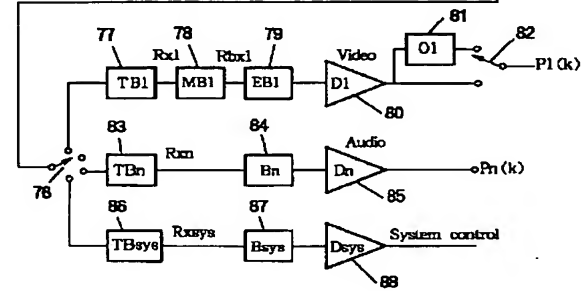 77 Rx1 78 Rbx1 79 Video 81 82
TB1 MB1 EB1 D1 O1 P1(k)
80
83 84 Audio
76 TBn Rxn Bn Dn Pn(k)
85
86 87
TBsys Rxsys Bsys Dsys System control
88